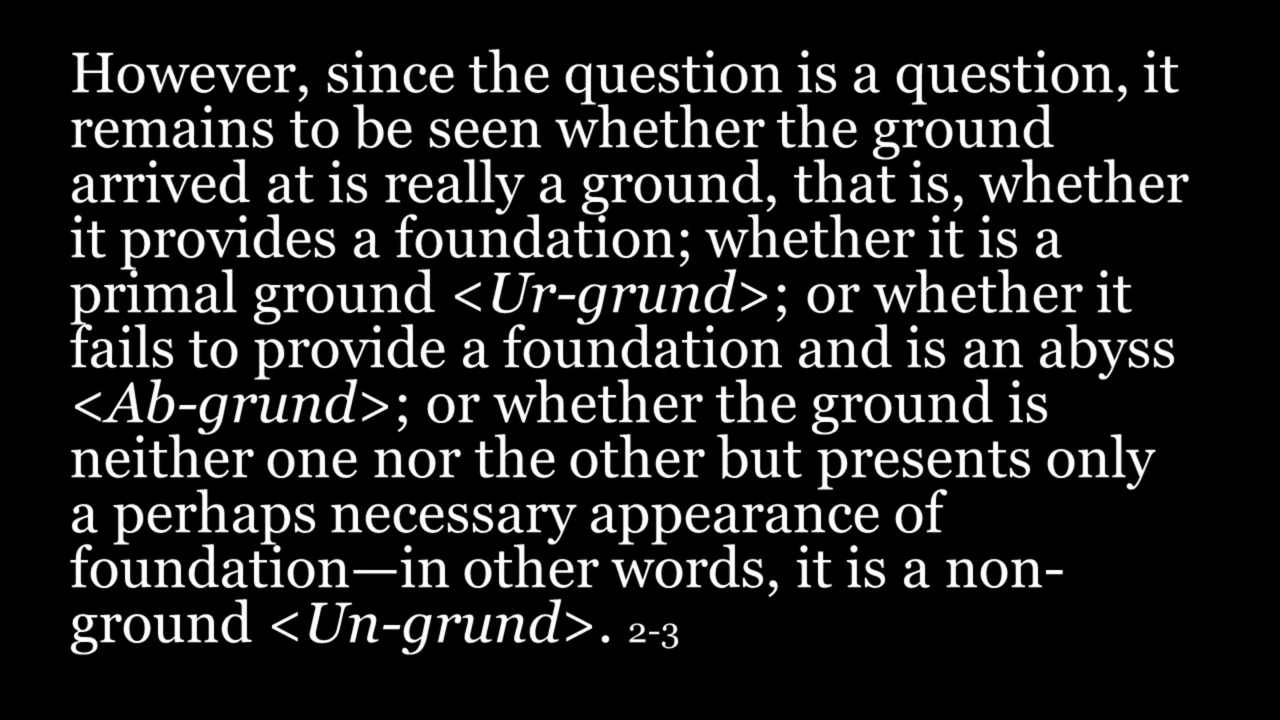 However, since the question is a question, it
remains to be seen whether the ground
arrived at is really a ground, that is, whether
it provides a foundation; whether it is a
primal ground <Ur-grund>; or whether it
fails to provide a foundation and is an abyss
<Ab-grund>; or whether the ground is
neither one nor the other but presents only
a perhaps necessary appearance of
foundation—in other words, it is a non-
ground <Un-grund>. 2-3